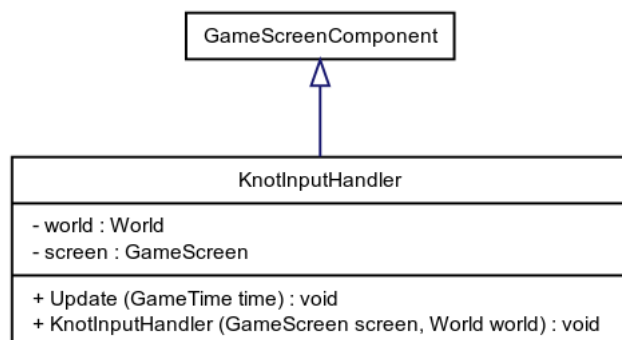 GameScreenComponent
KnotInputHandler
- world : World
- screen : GameScreen
+ Update (GameTime time) : void
+ KnotInputHandler (GameScreen screen, World world) : void